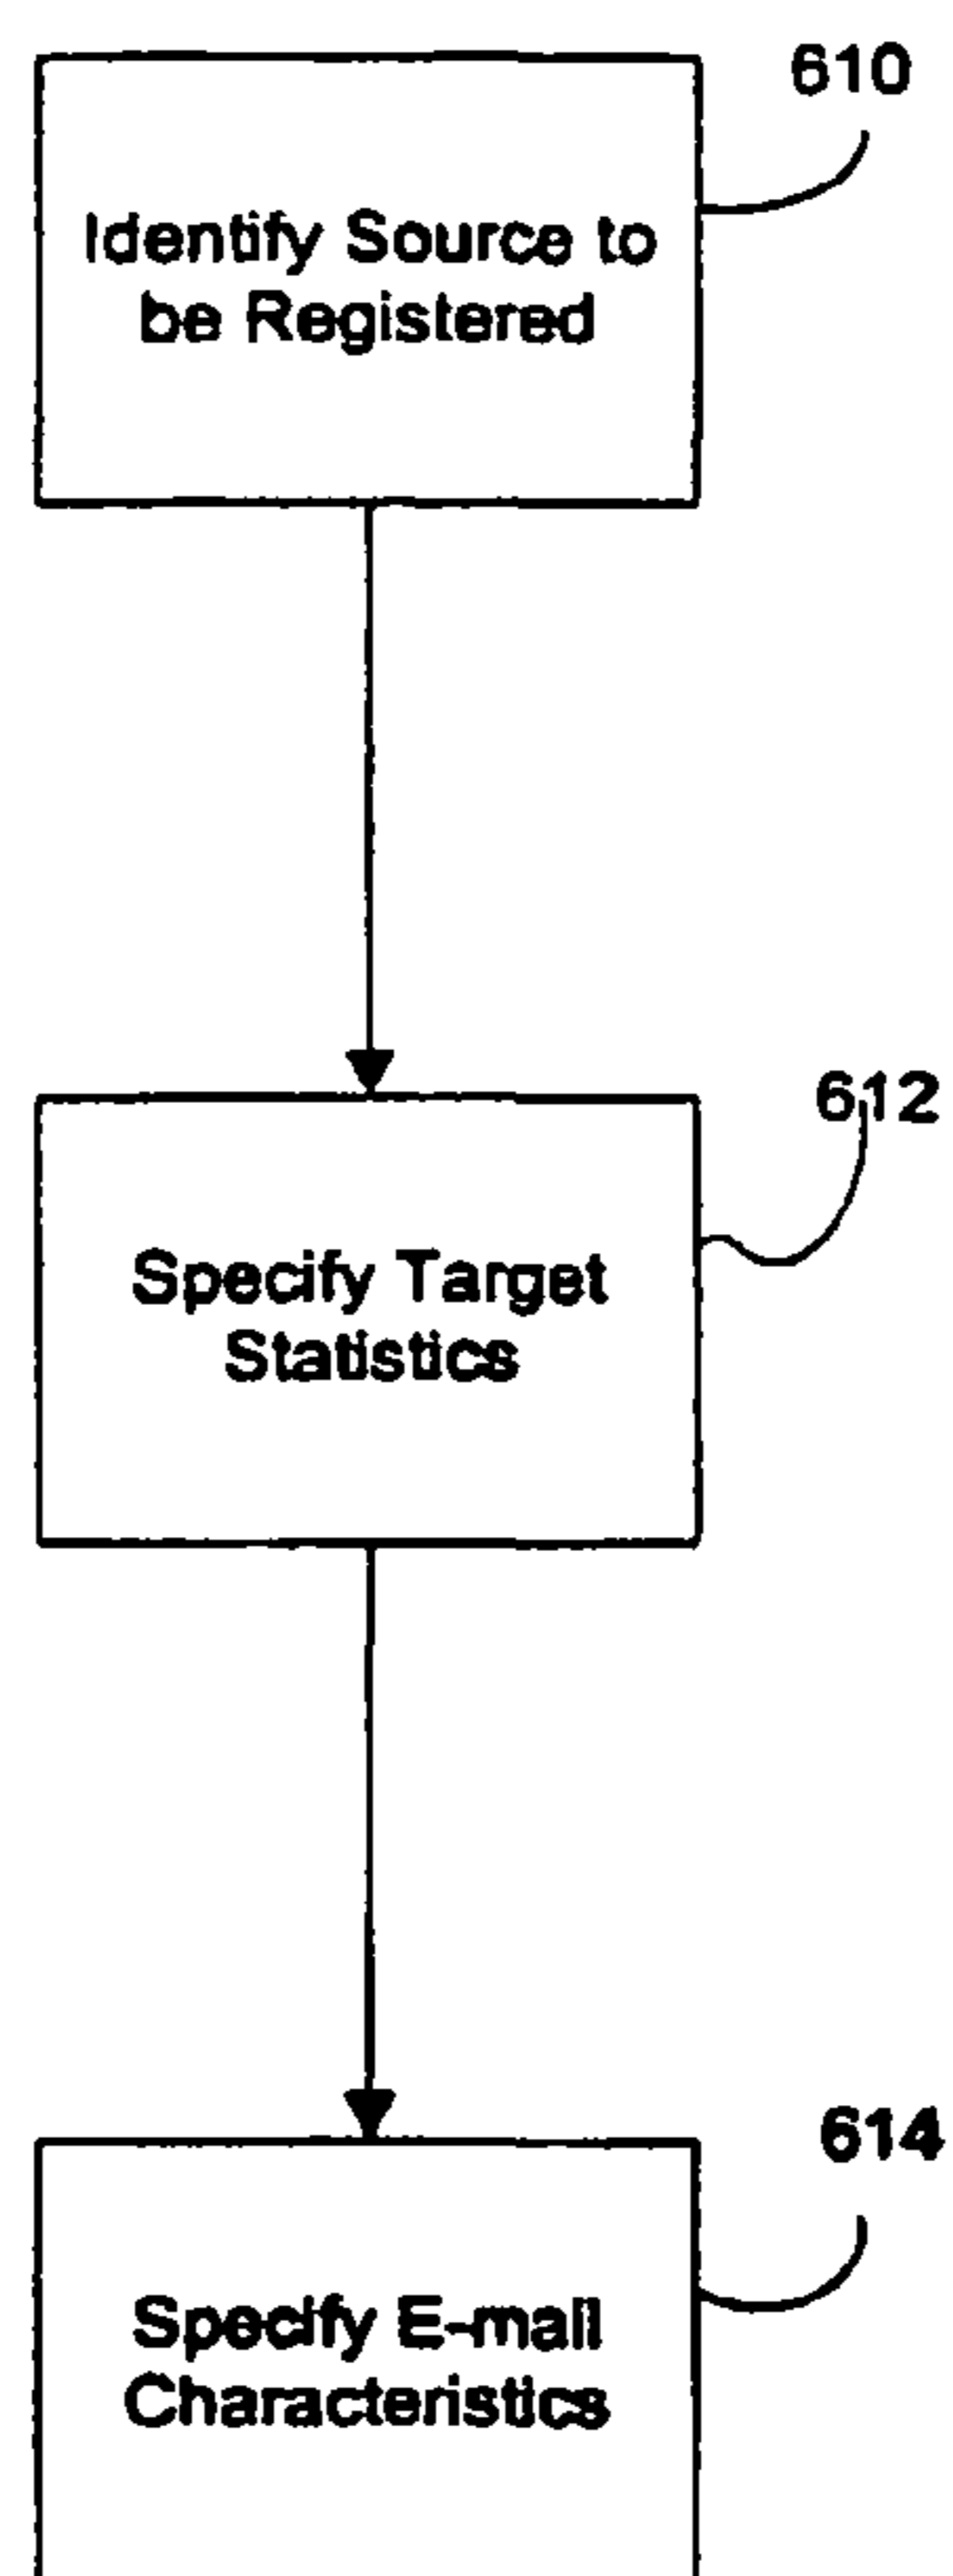 610
Identify Source to
be Registered
612
Specify Target
Statistics
614
Specify E-mail
Characteristics